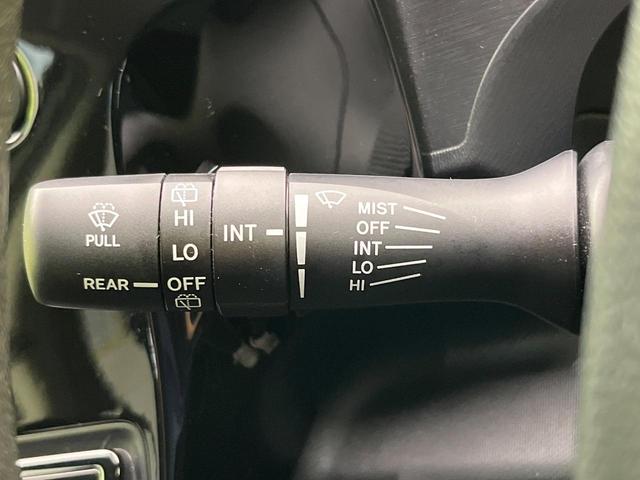 PULL
REAR
HI
LO
OFF
INT
MIST
OFF
INT
LO
HI